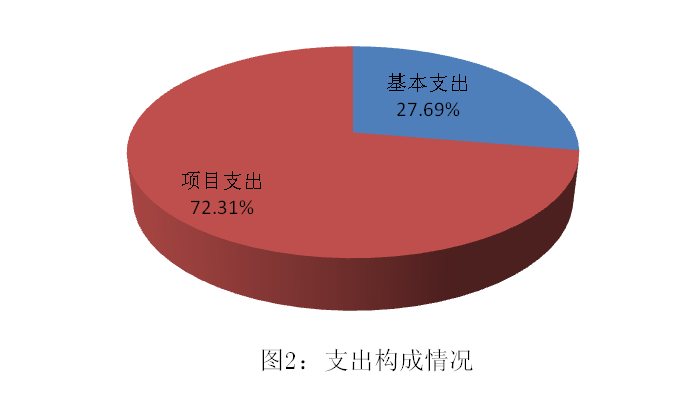 基本支出
27.69%
项目支出
72.31%
图2：支出构成情况